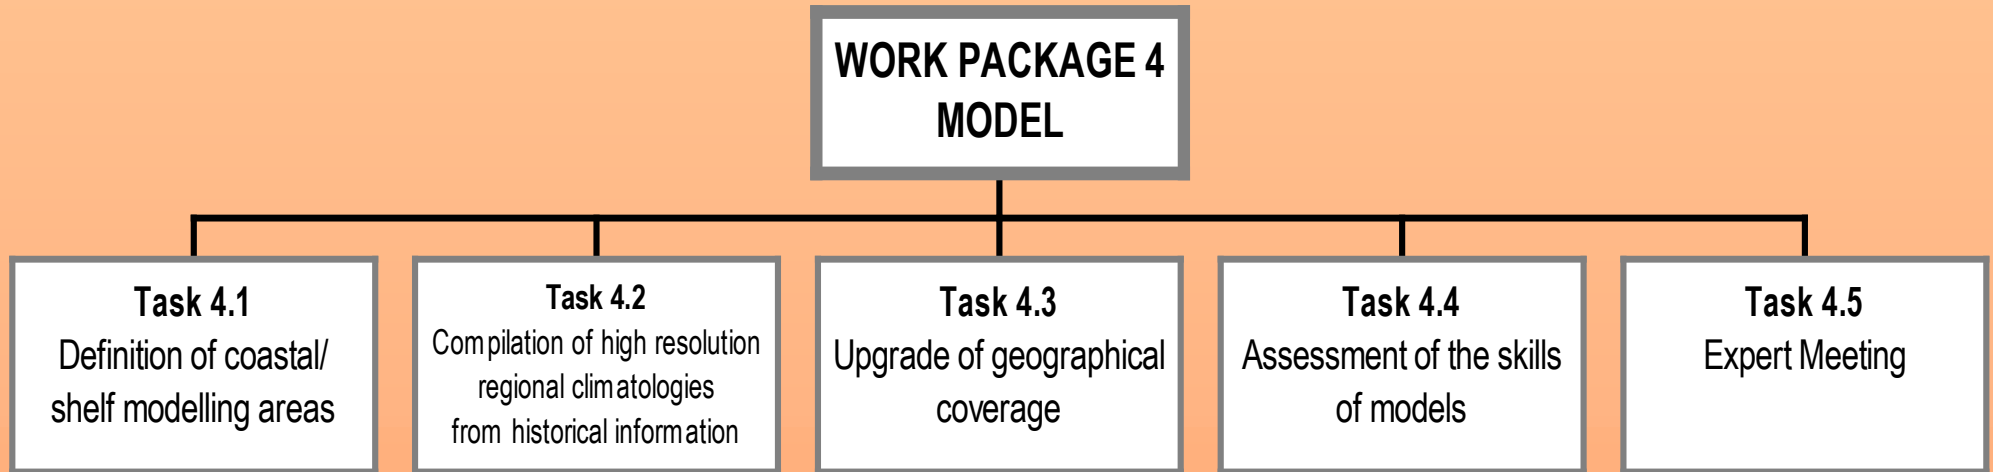 WORK PACKAGE 4
MODEL
Task 4.1
Definition of coastal/
shelf modelling areas
Task 4.2
Compilation of high resolution
regional climatologies
from historical information
Task 4.3
Upgrade of geographical
coverage
Task 4.4
Assessment of the skills
of models
Task 4.5
Expert Meeting